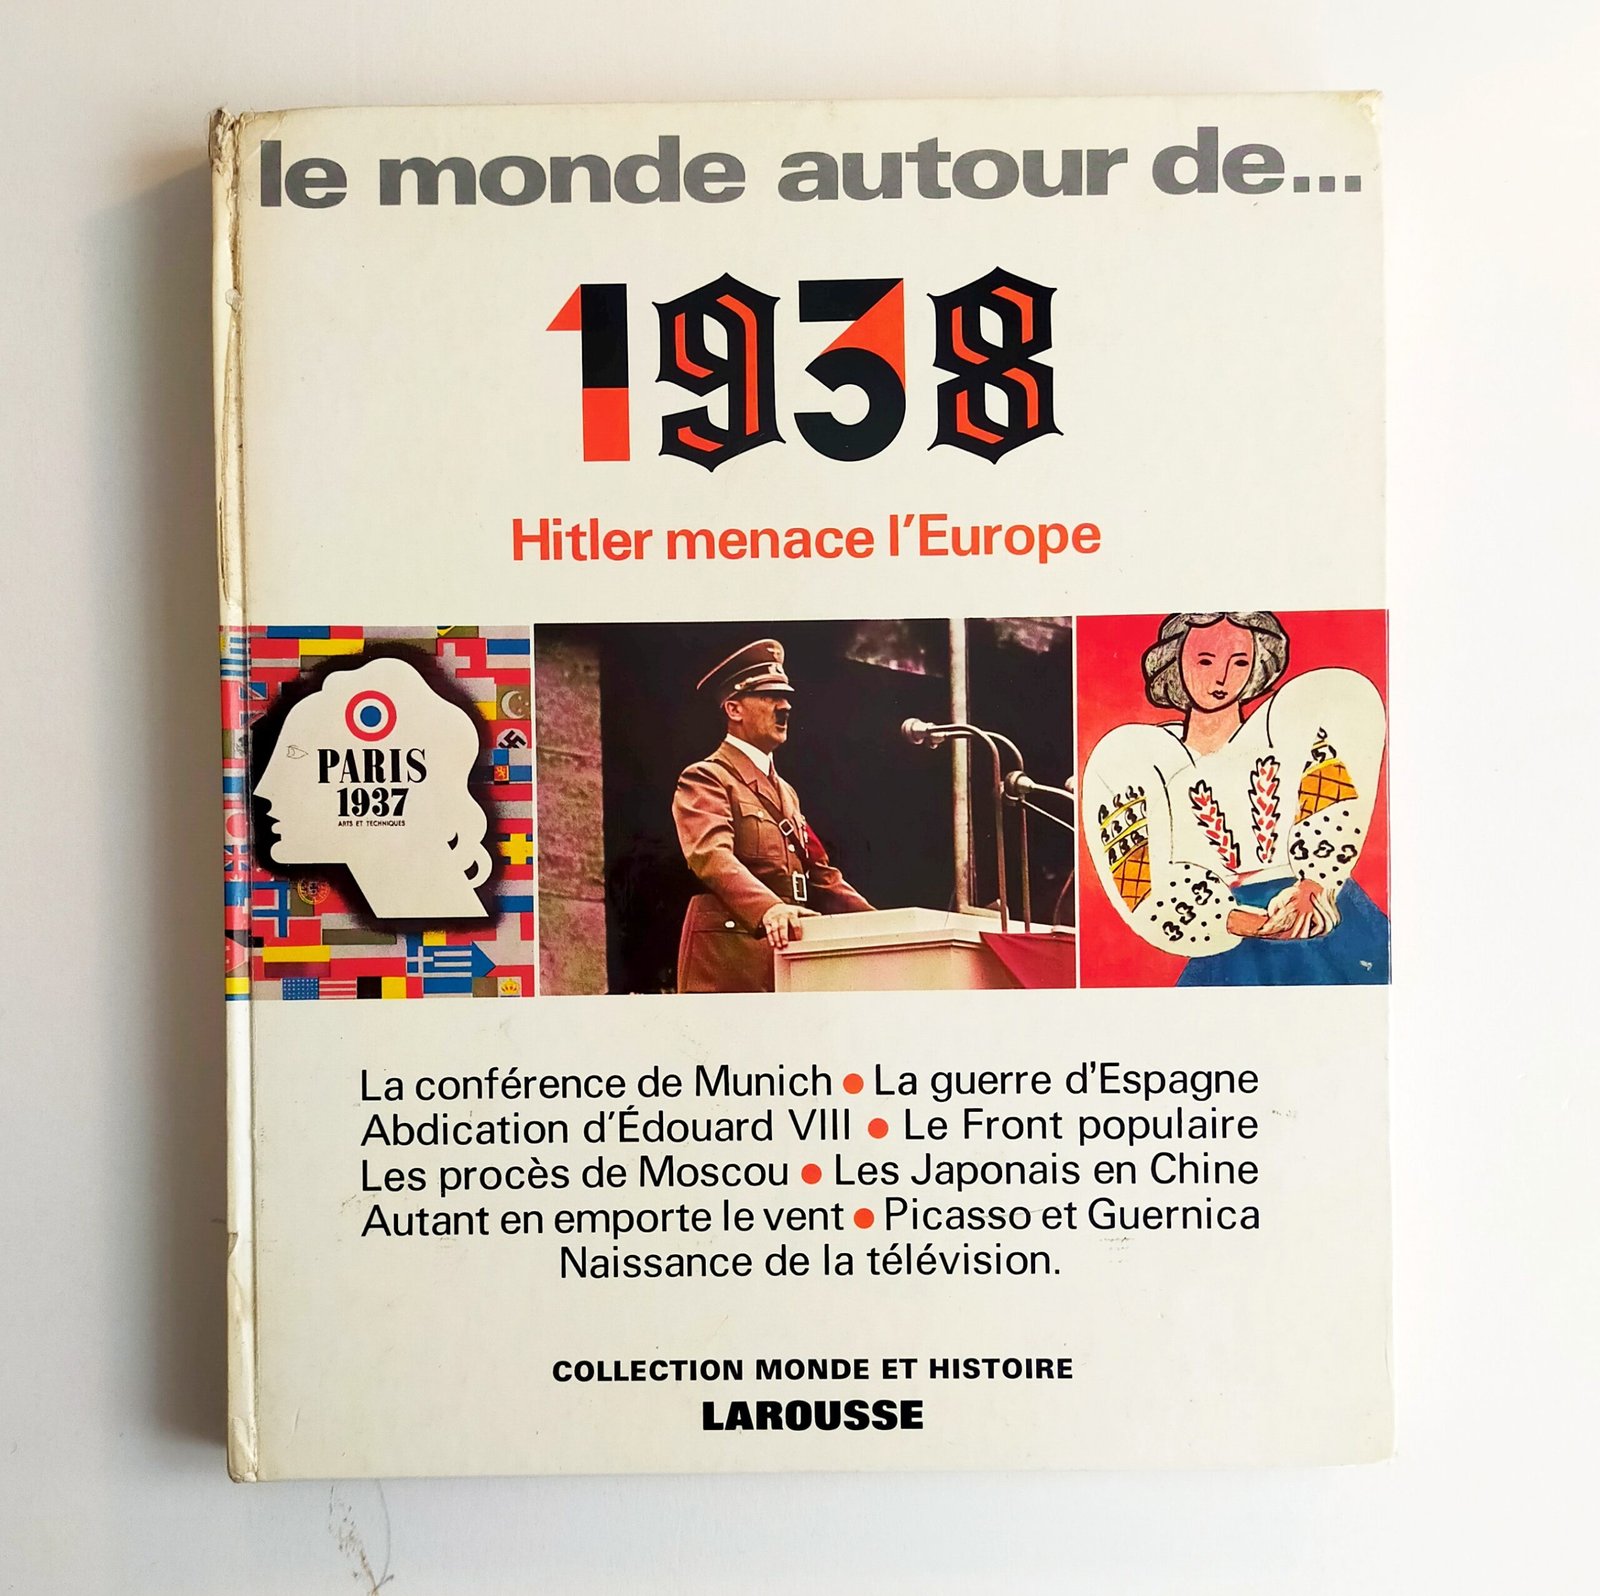 le monde autour de...
1938
Hitler menace l'Europe
PARIS
1937
ARTS ET TECHNIQUES
La conférence de Munich ● La guerre d'Espagne
Abdication d'Édouard VIII ● Le Front populaire
Les procès de Moscou ● Les Japonais en Chine
Autant en emporte le vent ● Picasso et Guernica
Naissance de la télévision.
COLLECTION MONDE ET HISTOIRE
LAROUSSE